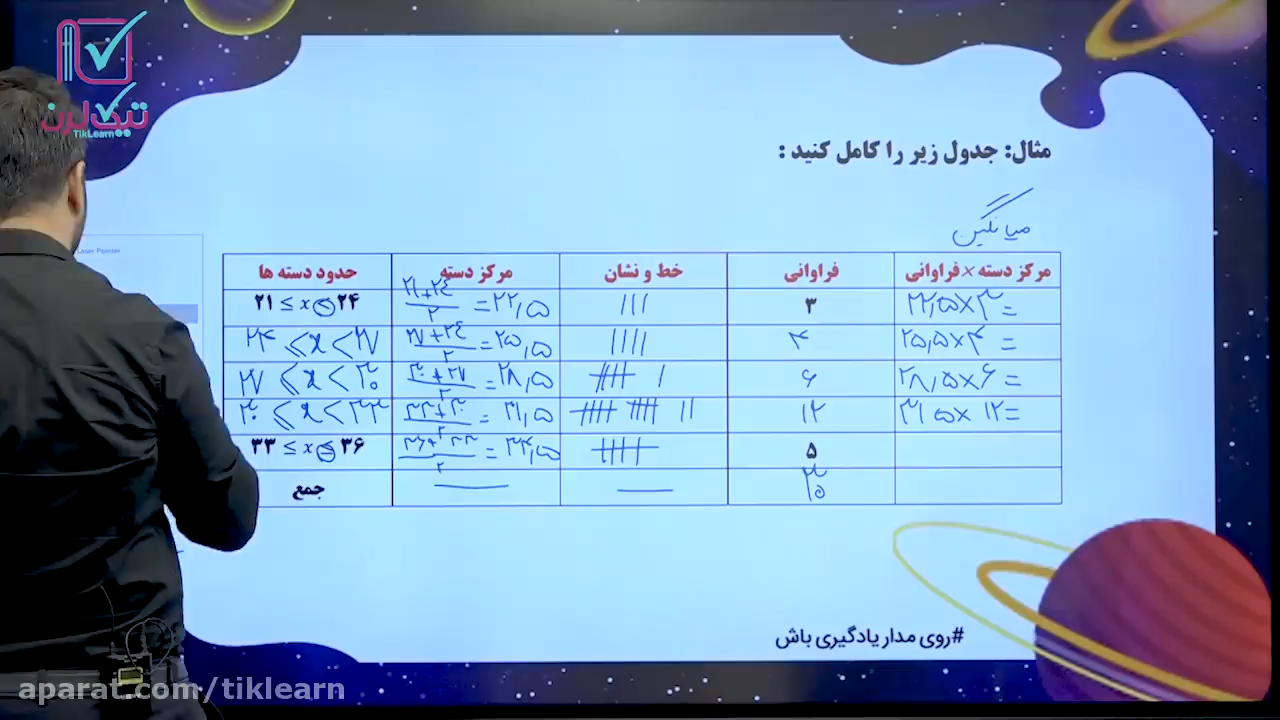 تیک لرن
TikLearn
مثال: جدول زیر را کامل کنید :
میانگین
Laser Pointer
حدود دسته ها	مرکز دسته	خط و نشان	فراوانی	مرکز دسته × فراوانی
۲۱ ≤ x < ۲۴	۲۱+۲۴/۲ = ۲۲,۵	|||	۳	۲۲,۵×۳ =
۲۴ ≤ x < ۲۷	۲۷+۲۴/۲ = ۲۵,۵	||||	۴	۲۵,۵×۴ =
۲۷ ≤ x < ۳۰	۳۰+۲۷/۲ = ۲۸,۵	|||| |	۶	۲۸,۵×۶ =
۳۰ ≤ x < ۳۳	۳۳+۳۰/۲ = ۳۱,۵	|||| |||| ||	۱۲	۳۱,۵×۱۲ =
۳۳ ≤ x ≤ ۳۶	۳۶+۳۳/۲ = ۳۴,۵	||||	۵
جمع	—	—	۳۰
#روی مدار یادگیری باش
aparat.com/tiklearn